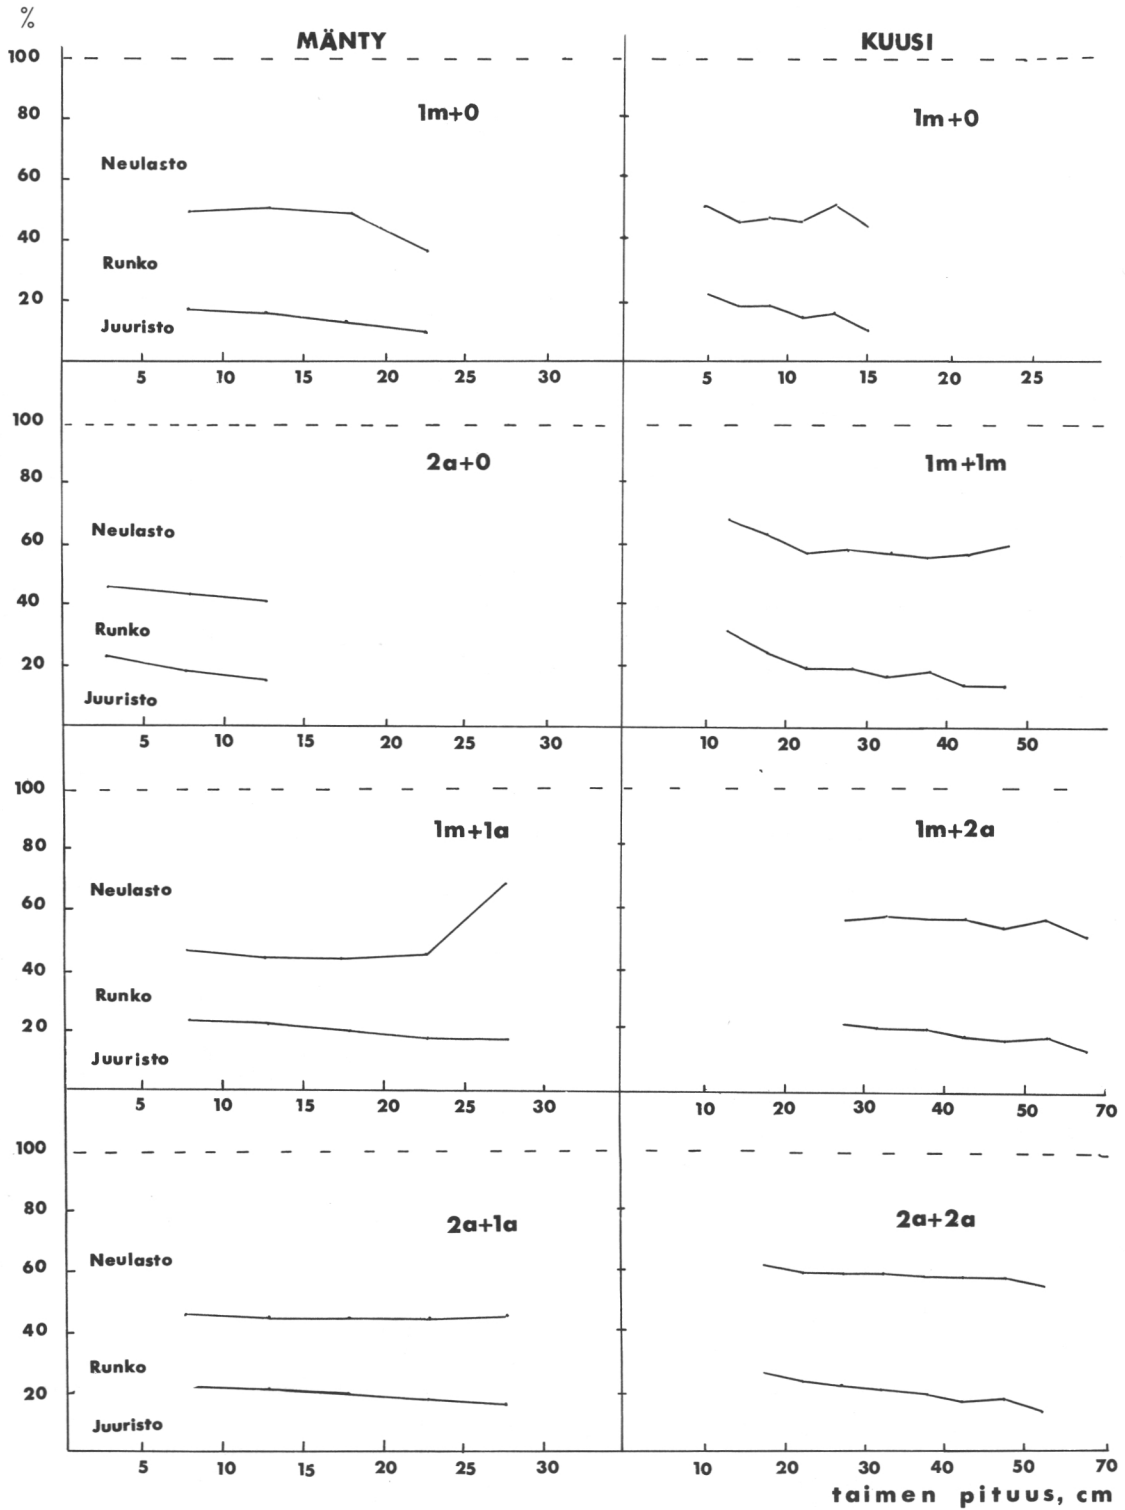 %
MÄNTY KUUSI
100
80 1m+0 1m+0
Neulasto
60
40
Runko
20
Juuristo
5 10 15 20 25 30 5 10 15 20 25
100
80 2a+0 1m+1m
Neulasto
60
40
Runko
20
Juuristo
5 10 15 20 25 30 10 20 30 40 50
100
1m+1a 1m+2a
80
Neulasto
60
40
Runko
20
Juuristo
5 10 15 20 25 30 10 20 30 40 50 70
100
80
2a+1a 2a+2a
Neulasto
60
40
Runko
20
Juuristo
5 10 15 20 25 30 10 20 30 40 50 70
taimen pituus, cm